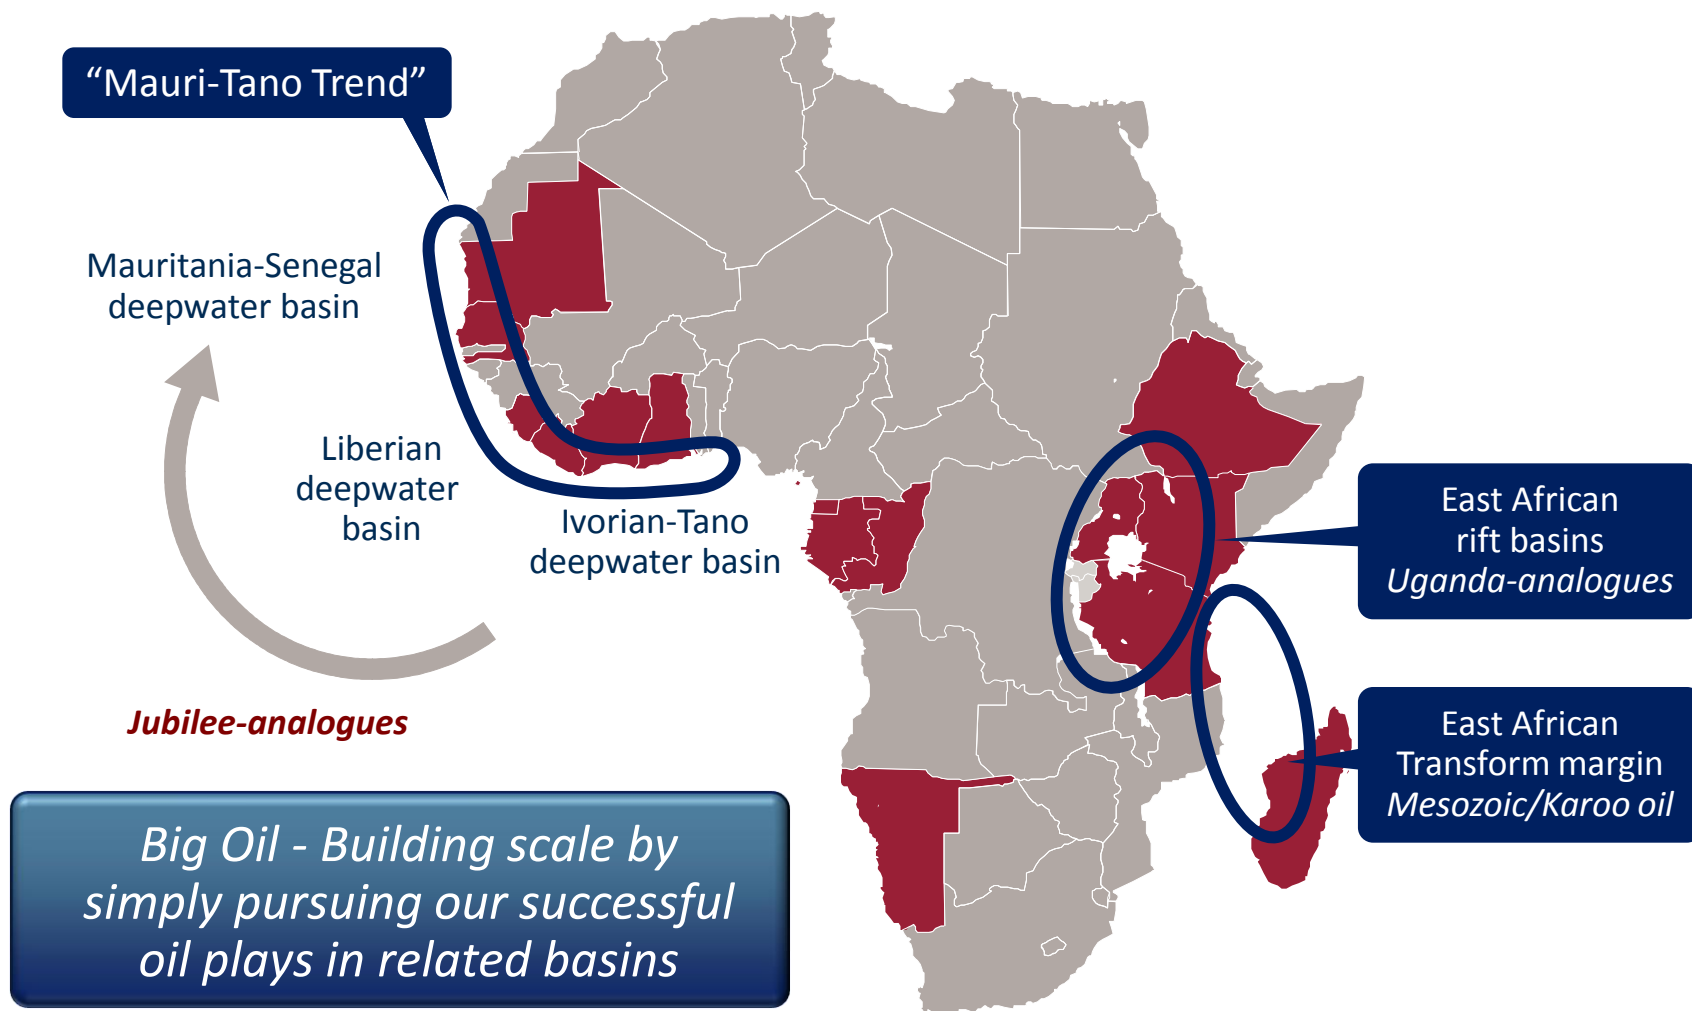 “Mauri-Tano Trend”
Mauritania-Senegal
deepwater basin
Liberian
deepwater
basin
Ivorian-Tano
deepwater basin
Jubilee-analogues
East African
rift basins
Uganda-analogues
East African
Transform margin
Mesozoic/Karoo oil
Big Oil - Building scale by
simply pursuing our successful
oil plays in related basins